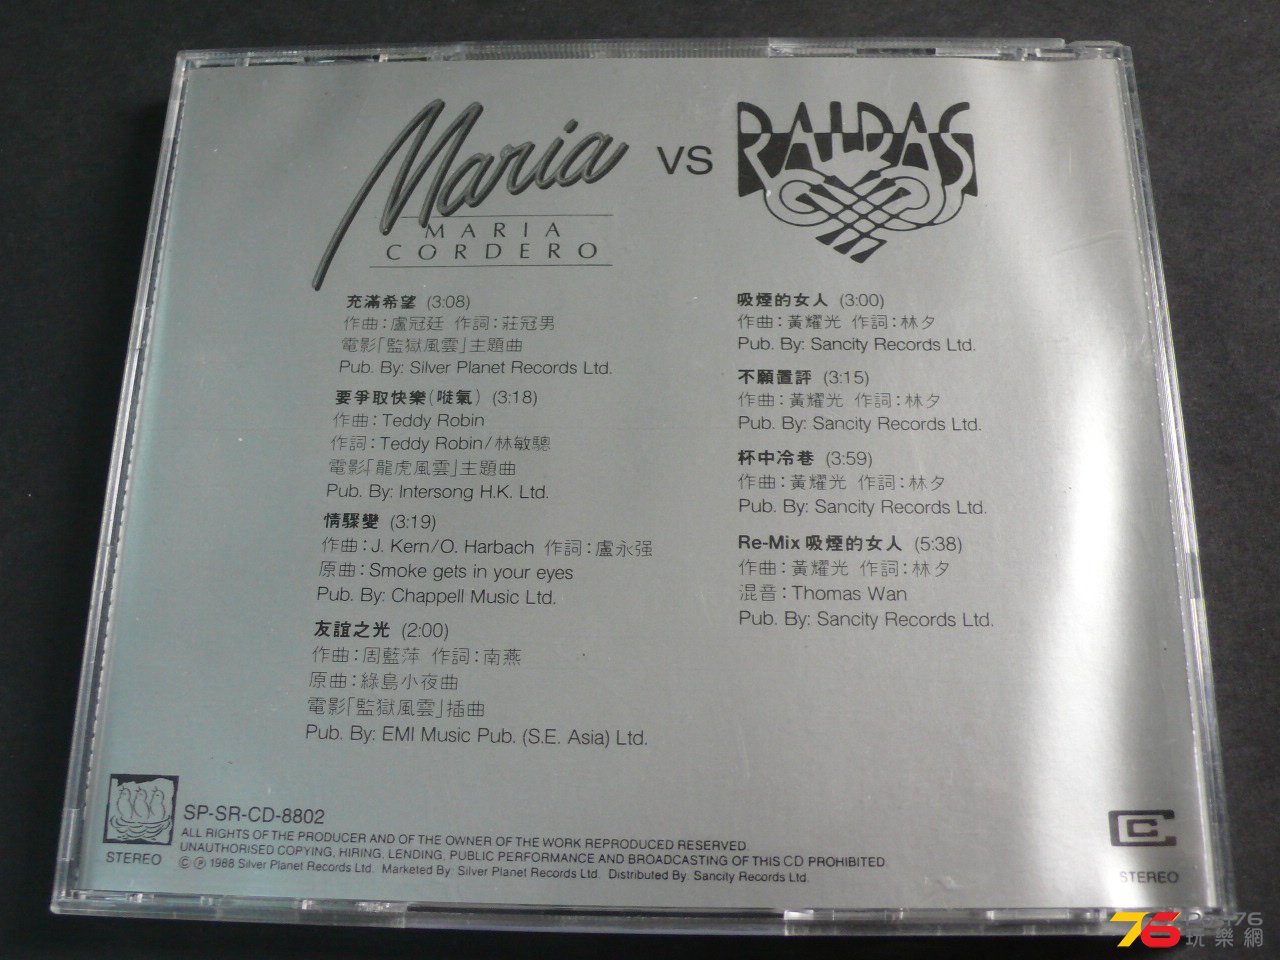 Maria
MARIA
CORDERO
VS
RAIDAS
充滿希望 (3:08)
作曲:盧冠廷 作詞:莊冠男
電影「監獄風雲」主題曲
Pub. By: Silver Planet Records Ltd.
要爭取快樂(嘥氣) (3:18)
作曲:Teddy Robin
作詞:Teddy Robin/林敏驄
電影「龍虎風雲」主題曲
Pub. By: Intersong H.K. Ltd.
情驟變 (3:19)
作曲:J. Kern/O. Harbach 作詞:盧永强
原曲:Smoke gets in your eyes
Pub. By: Chappell Music Ltd.
友誼之光 (2:00)
作曲:周藍萍 作詞:南燕
原曲:綠島小夜曲
電影「監獄風雲」插曲
Pub. By: EMI Music Pub. (S.E. Asia) Ltd.
吸煙的女人 (3:00)
作曲:黃耀光 作詞:林夕
Pub. By: Sancity Records Ltd.
不願置評 (3:15)
作曲:黃耀光 作詞:林夕
Pub. By: Sancity Records Ltd.
杯中冷巷 (3:59)
作曲:黃耀光 作詞:林夕
Pub. By: Sancity Records Ltd.
Re-Mix 吸煙的女人 (5:38)
作曲:黃耀光 作詞:林夕
混音:Thomas Wan
Pub. By: Sancity Records Ltd.
SP-SR-CD-8802
ALL RIGHTS OF THE PRODUCER AND OF THE OWNER OF THE WORK REPRODUCED RESERVED
UNAUTHORISED COPYING, HIRING, LENDING, PUBLIC PERFORMANCE AND BROADCASTING OF THIS CD PROHIBITED
© ℗ 1988 Silver Planet Records Ltd. Marketed By: Silver Planet Records Ltd. Distributed By: Sancity Records Ltd.
STEREO
STEREO
76
玩樂網